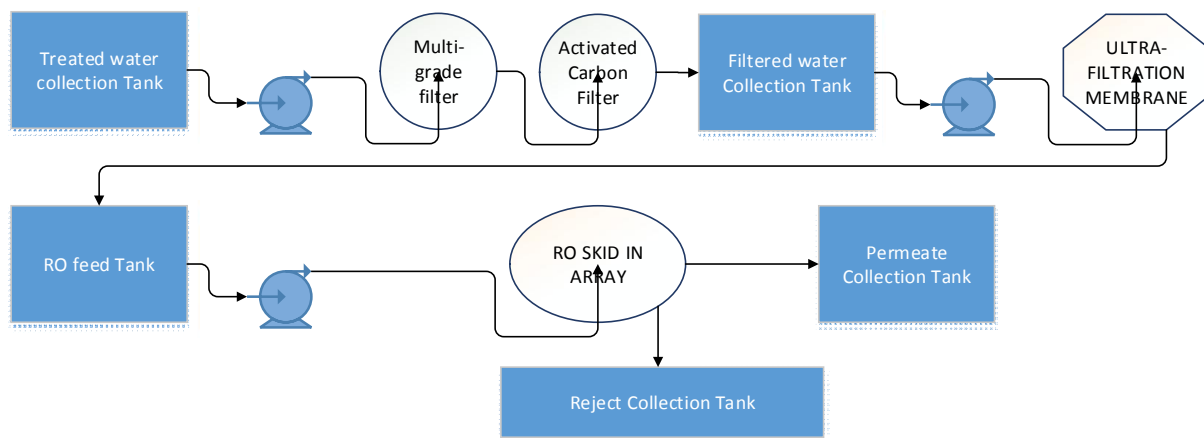 Treated water
collection Tank
Multi-
grade
filter
Activated
Carbon
Filter
Filtered water
Collection Tank
ULTRA-
FILTRATION
MEMBRANE
RO feed Tank
RO SKID IN
ARRAY
Permeate
Collection Tank
Reject Collection Tank